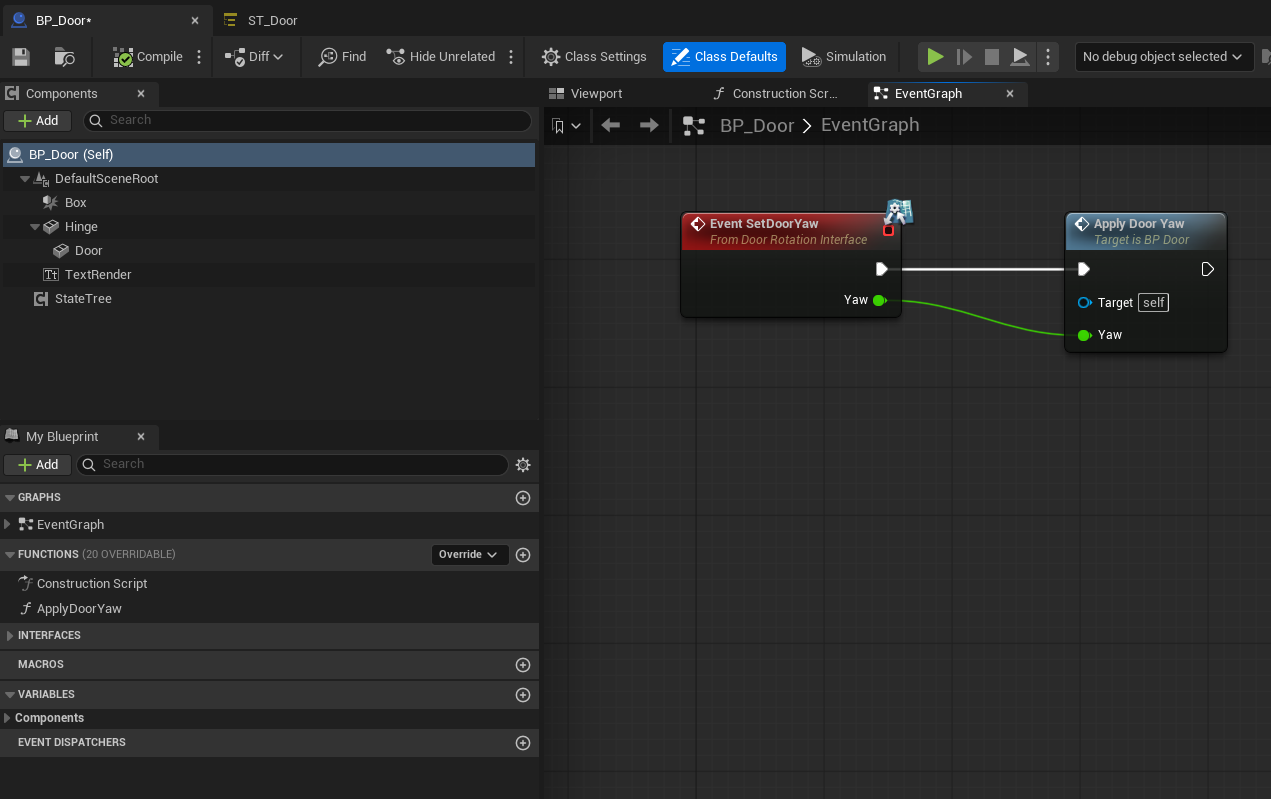 BP_Door*
ST_Door
Compile
Diff
Find
Hide Unrelated
Class Settings
Class Defaults
Simulation
No debug object selected
Components
Viewport
Construction Scr...
EventGraph
Add
Search
BP_Door > EventGraph
BP_Door (Self)
DefaultSceneRoot
Box
Hinge
Door
TextRender
StateTree
Event SetDoorYaw
From Door Rotation Interface
Yaw
Apply Door Yaw
Target is BP Door
Target self
Yaw
My Blueprint
Add
Search
GRAPHS
EventGraph
FUNCTIONS (20 OVERRIDABLE)
Override
Construction Script
ApplyDoorYaw
INTERFACES
MACROS
VARIABLES
Components
EVENT DISPATCHERS